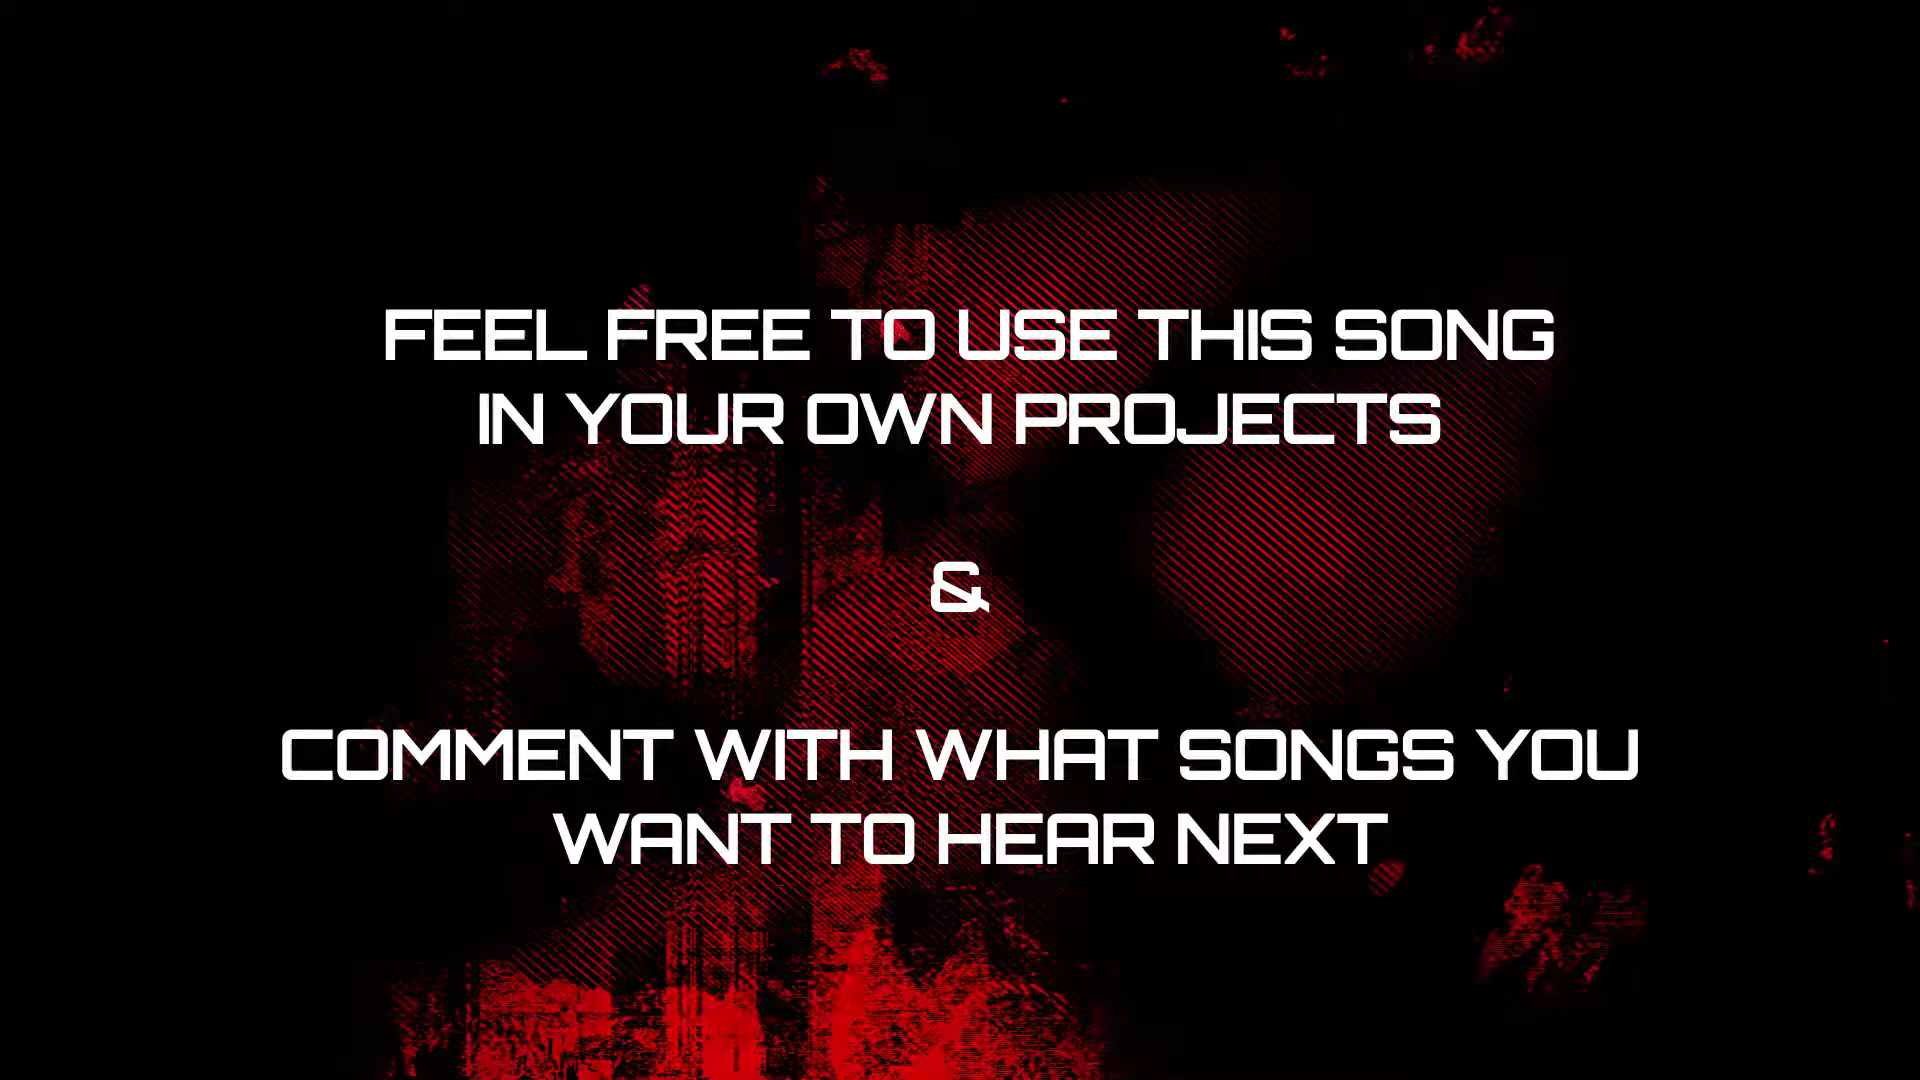 FEEL FREE TO USE THIS SONG
IN YOUR OWN PROJECTS
&
COMMENT WITH WHAT SONGS YOU
WANT TO HEAR NEXT